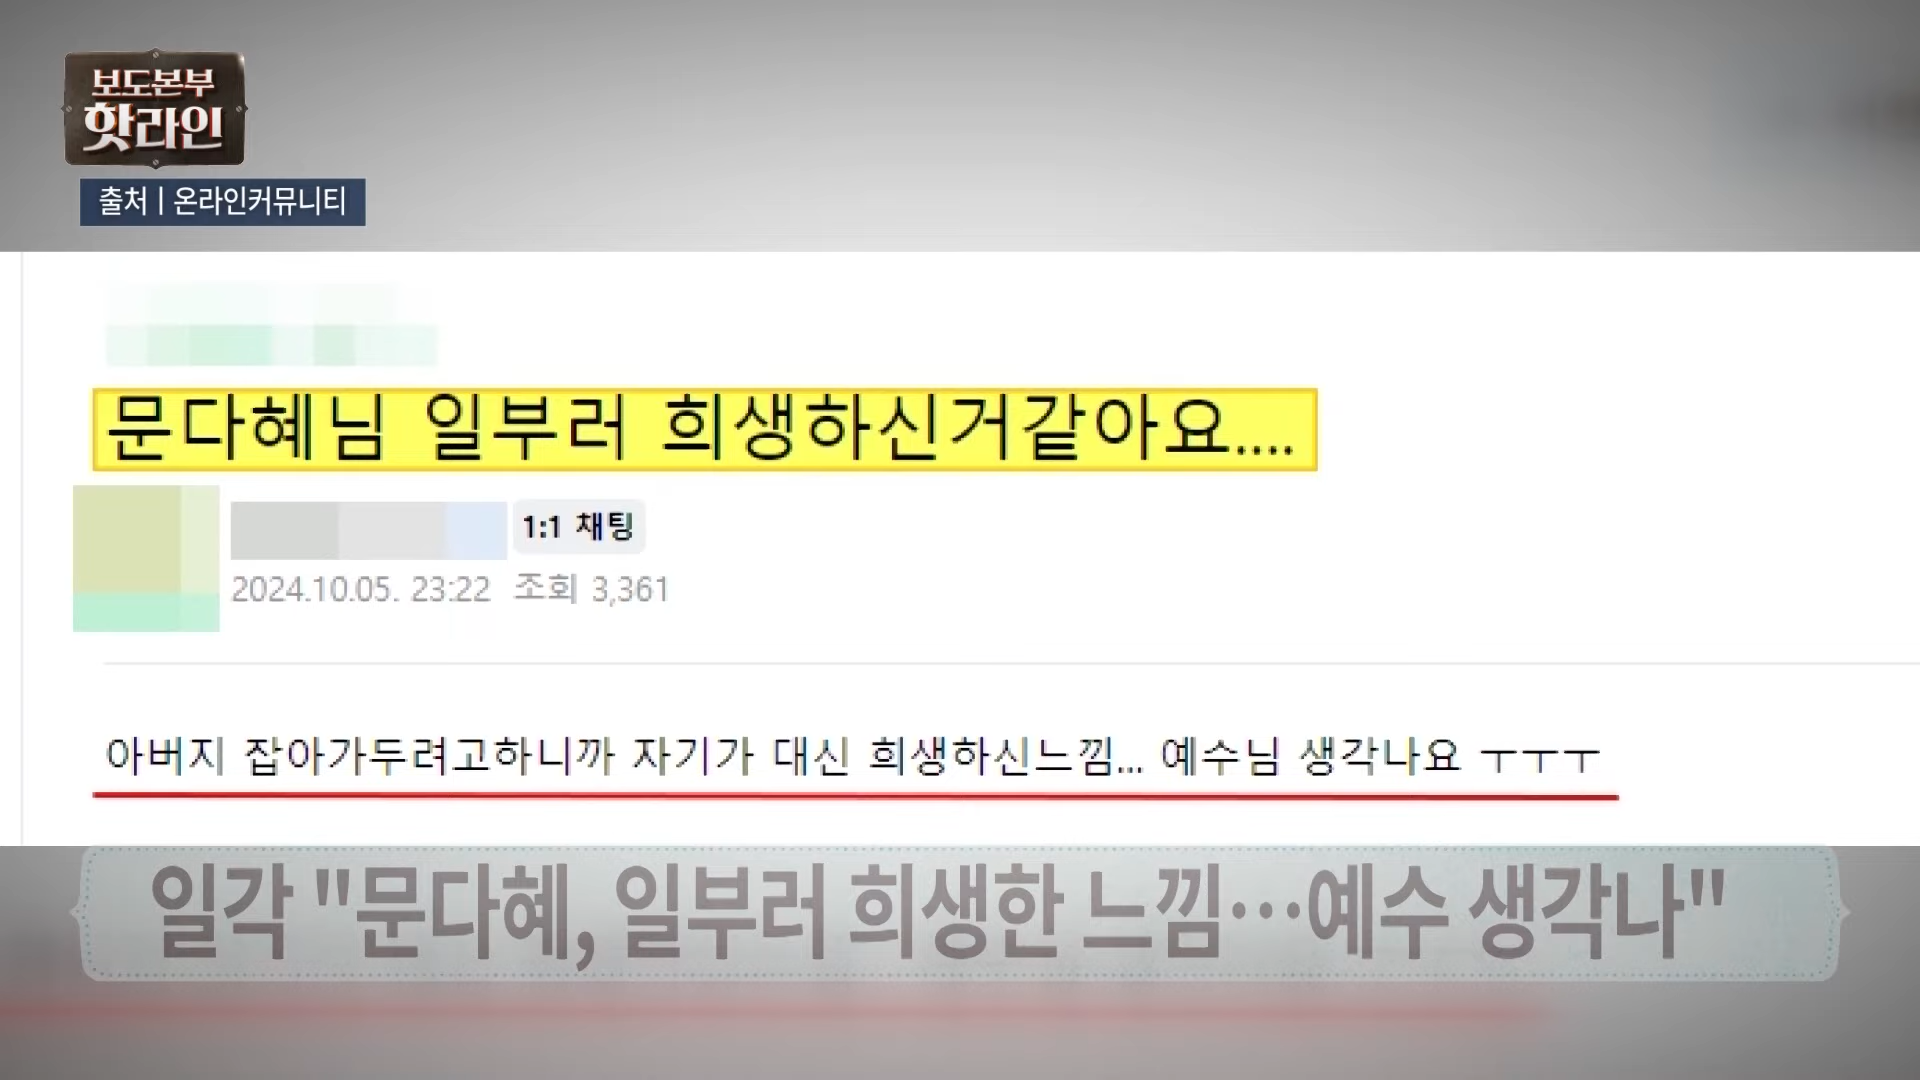 보도본부
핫라인
출처 | 온라인커뮤니티
문다혜님 일부러 희생하신거같아요....
1:1 채팅
2024.10.05. 23:22 조회 3,361
아버지 잡아가두려고하니까 자기가 대신 희생하신느낌... 예수님 생각나요 ㅜㅜㅜ
일각 "문다혜, 일부러 희생한 느낌…예수 생각나"